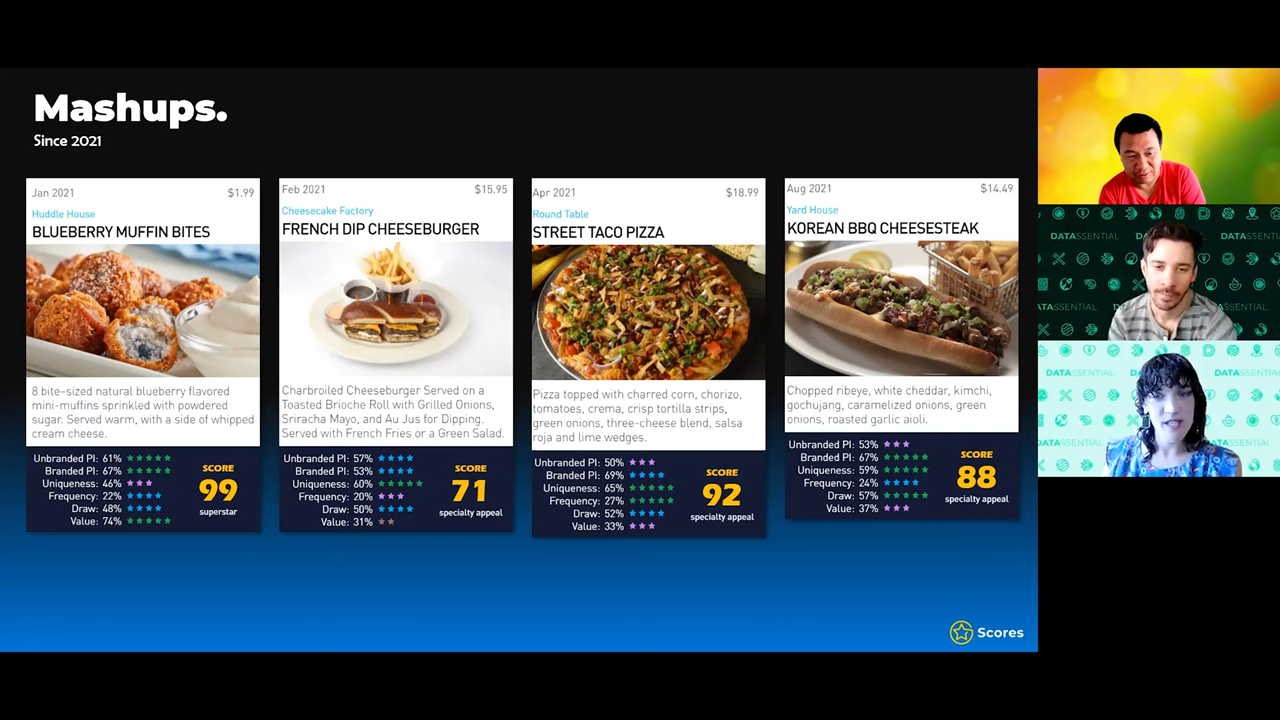 Mashups.
Since 2021
Jan 2021 $1.99
Huddle House
BLUEBERRY MUFFIN BITES
8 bite–sized natural blueberry flavored
mini-muffins sprinkled with powdered
sugar. Served warm, with a side of whipped
cream cheese.
Unbranded PI: 61%
Branded PI: 67%
Uniqueness: 46%
Frequency: 22%
Draw: 48%
Value: 74%
SCORE
99
superstar
Feb 2021 $15.95
Cheesecake Factory
FRENCH DIP CHEESEBURGER
Charbroiled Cheeseburger Served on a
Toasted Brioche Roll with Grilled Onions,
Sriracha Mayo, and Au Jus for Dipping.
Served with French Fries or a Green Salad.
Unbranded PI: 57%
Branded PI: 53%
Uniqueness: 60%
Frequency: 20%
Draw: 50%
Value: 31%
SCORE
71
specialty appeal
Apr 2021 $18.99
Round Table
STREET TACO PIZZA
Pizza topped with charred corn, chorizo,
tomatoes, crema, crisp tortilla strips,
green onions, three-cheese blend, salsa
roja and lime wedges.
Unbranded PI: 50%
Branded PI: 69%
Uniqueness: 65%
Frequency: 27%
Draw: 52%
Value: 33%
SCORE
92
specialty appeal
Aug 2021 $14.49
Yard House
KOREAN BBQ CHEESESTEAK
Chopped ribeye, white cheddar, kimchi,
gochujang, caramelized onions, green
onions, roasted garlic aioli.
Unbranded PI: 53%
Branded PI: 67%
Uniqueness: 59%
Frequency: 24%
Draw: 57%
Value: 37%
SCORE
88
specialty appeal
Scores
DATASSENTIAL
DATASSENTIAL
DATASSENTIAL
DATASSENTIAL